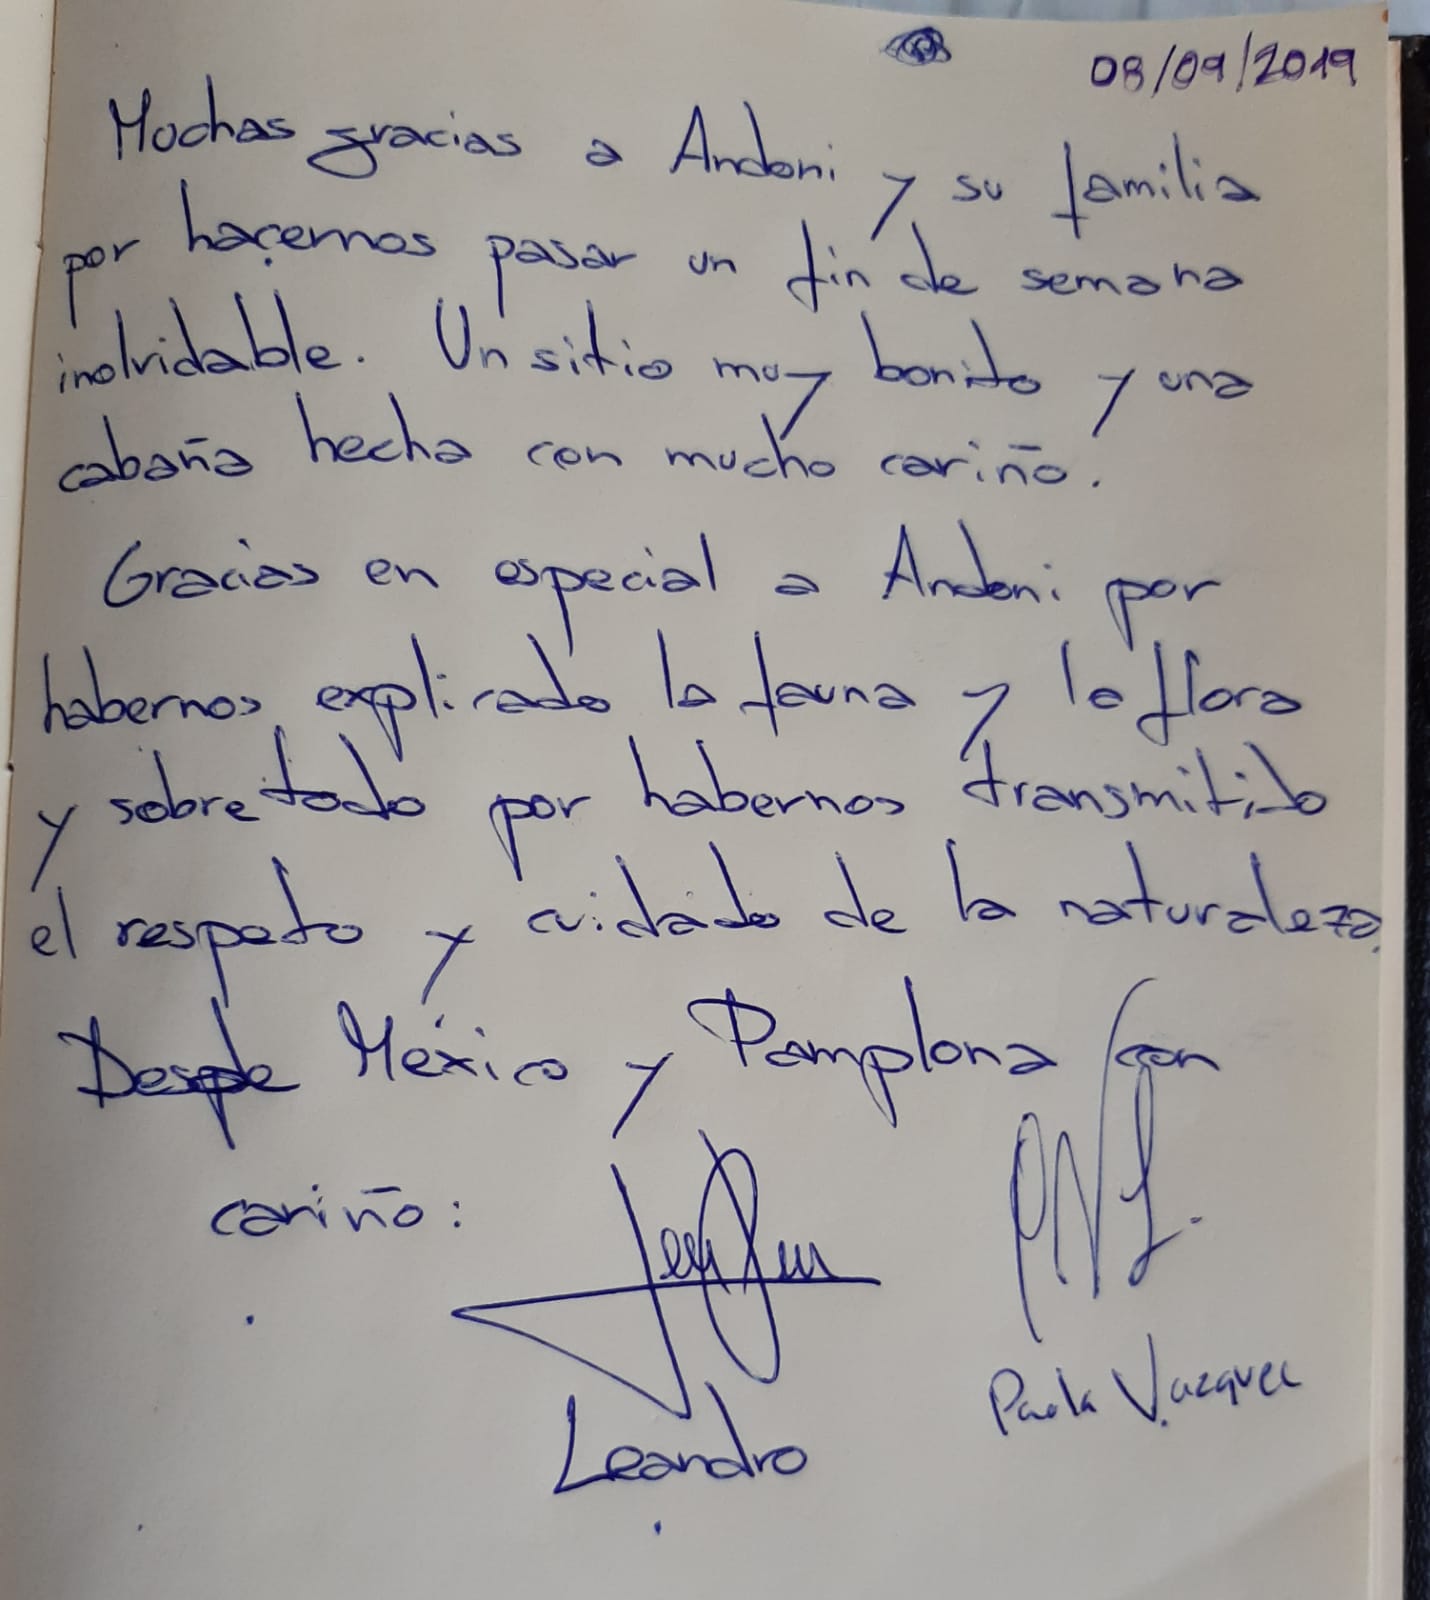 08/09/2019
Muchas gracias a Andoni y su familia
por hacernos pasar un fin de semana
inolvidable. Un sitio muy bonito y una
cabaña hecha con mucho cariño.
Gracias en especial a Andoni por
habernos explicado la fauna y la flora
y sobre todo por habernos transmitido
el respeto y cuidado de la naturaleza.
Desde México y Pamplona con
cariño:
Leandro
Paola Vazquez